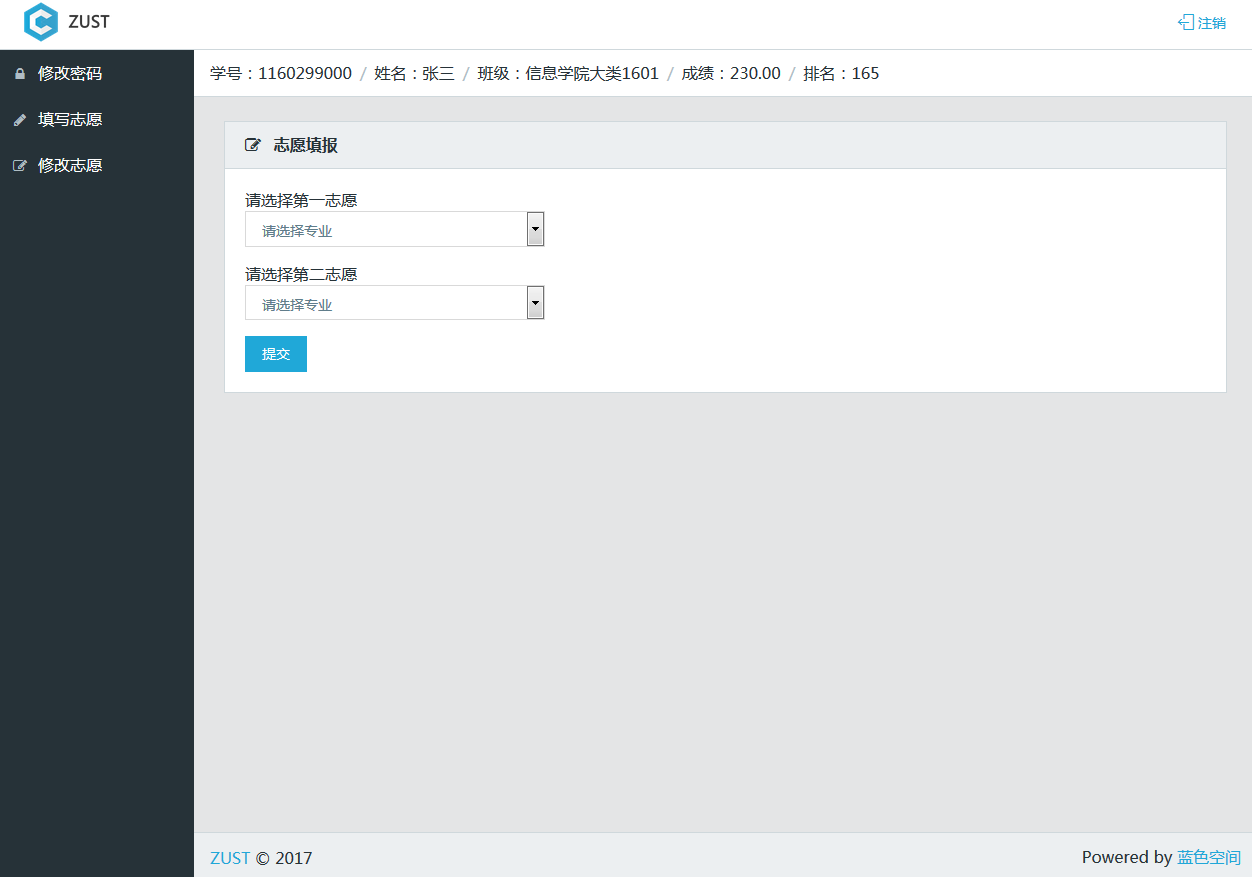 ZUST
注销
修改密码
填写志愿
修改志愿
学号：1160299000 / 姓名：张三 / 班级：信息学院大类1601 / 成绩：230.00 / 排名：165
志愿填报
请选择第一志愿
请选择专业
请选择第二志愿
请选择专业
提交
ZUST © 2017
Powered by 蓝色空间